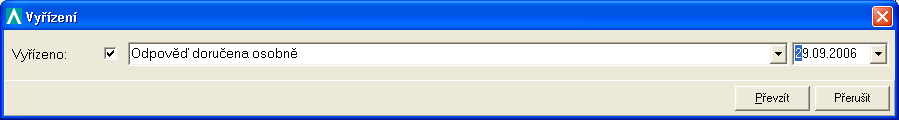 Vyřízení
Vyřízeno: Odpověď doručena osobně 29.09.2006
Převzít Přerušit